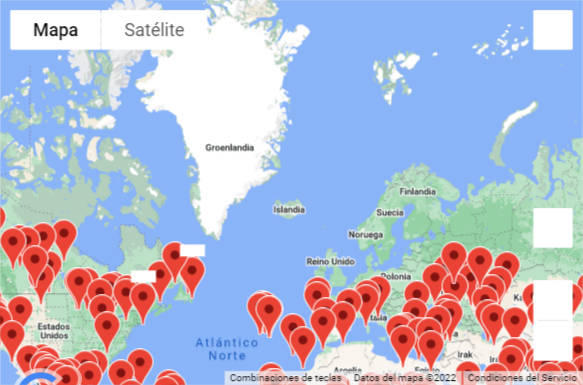 Mapa Satélite
Groenlandia
Islandia
Finlandia
Suecia
Noruega
Reino Unido
Polonia
Estados
Unidos
Atlántico
Norte
Irak
Combinaciones de teclas Datos del mapa ©2022 Condiciones del Servicio